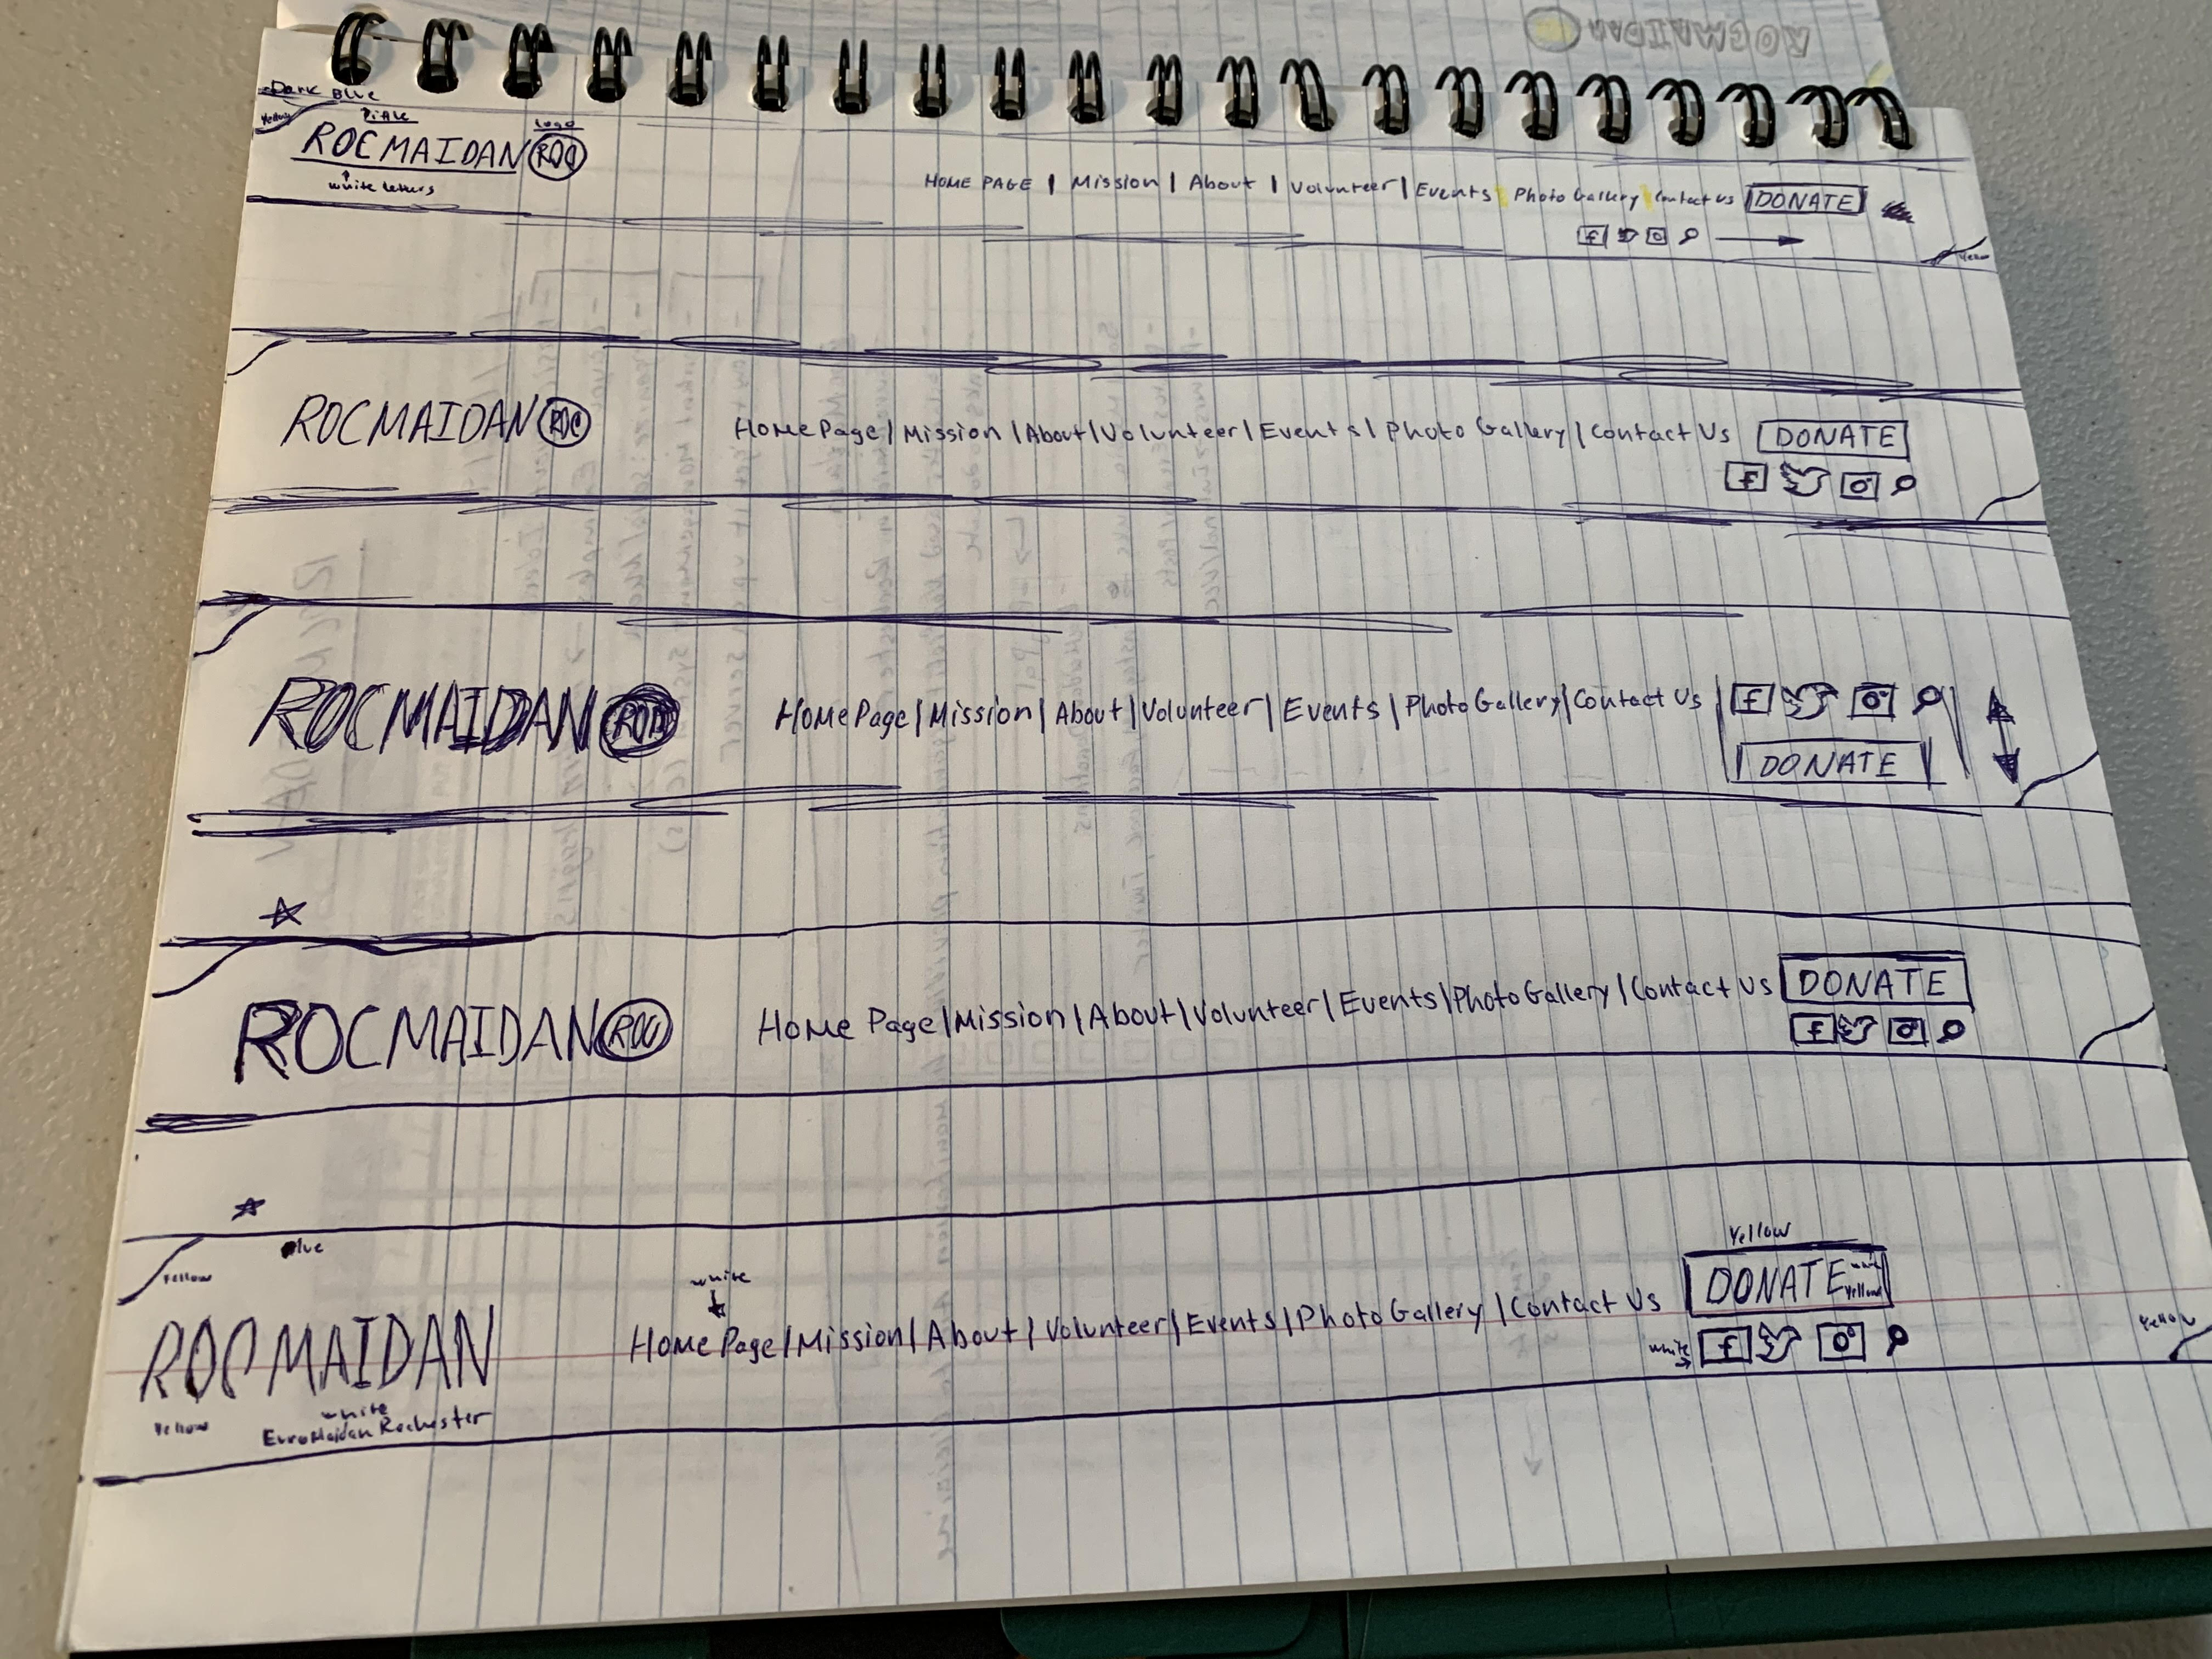 ROCMAIDAN
Dark Blue
Yellow
Title
Logo
ROCMAIDAN ROC
white letters
HOME PAGE | Mission | About | Volunteer | Events Photo Gallery Contact Us DONATE
f
Yellow
ROCMAIDAN ROC
Home Page | Mission | About | Volunteer | Events | Photo Gallery | Contact Us DONATE
f
ROCMAIDAN ROC
Home Page | Mission | About | Volunteer | Events | Photo Gallery | Contact Us | f
DONATE
ROCMAIDAN ROC
Home Page | Mission | About | Volunteer | Events | Photo Gallery | Contact Us DONATE
f
Blue
Yellow
Yellow
white
ROCMAIDAN
Home Page | Mission | About | Volunteer | Events | Photo Gallery | Contact Us DONATE
white
Yellow
white f
Yellow
Yellow
white
EuroMaidan Rochester